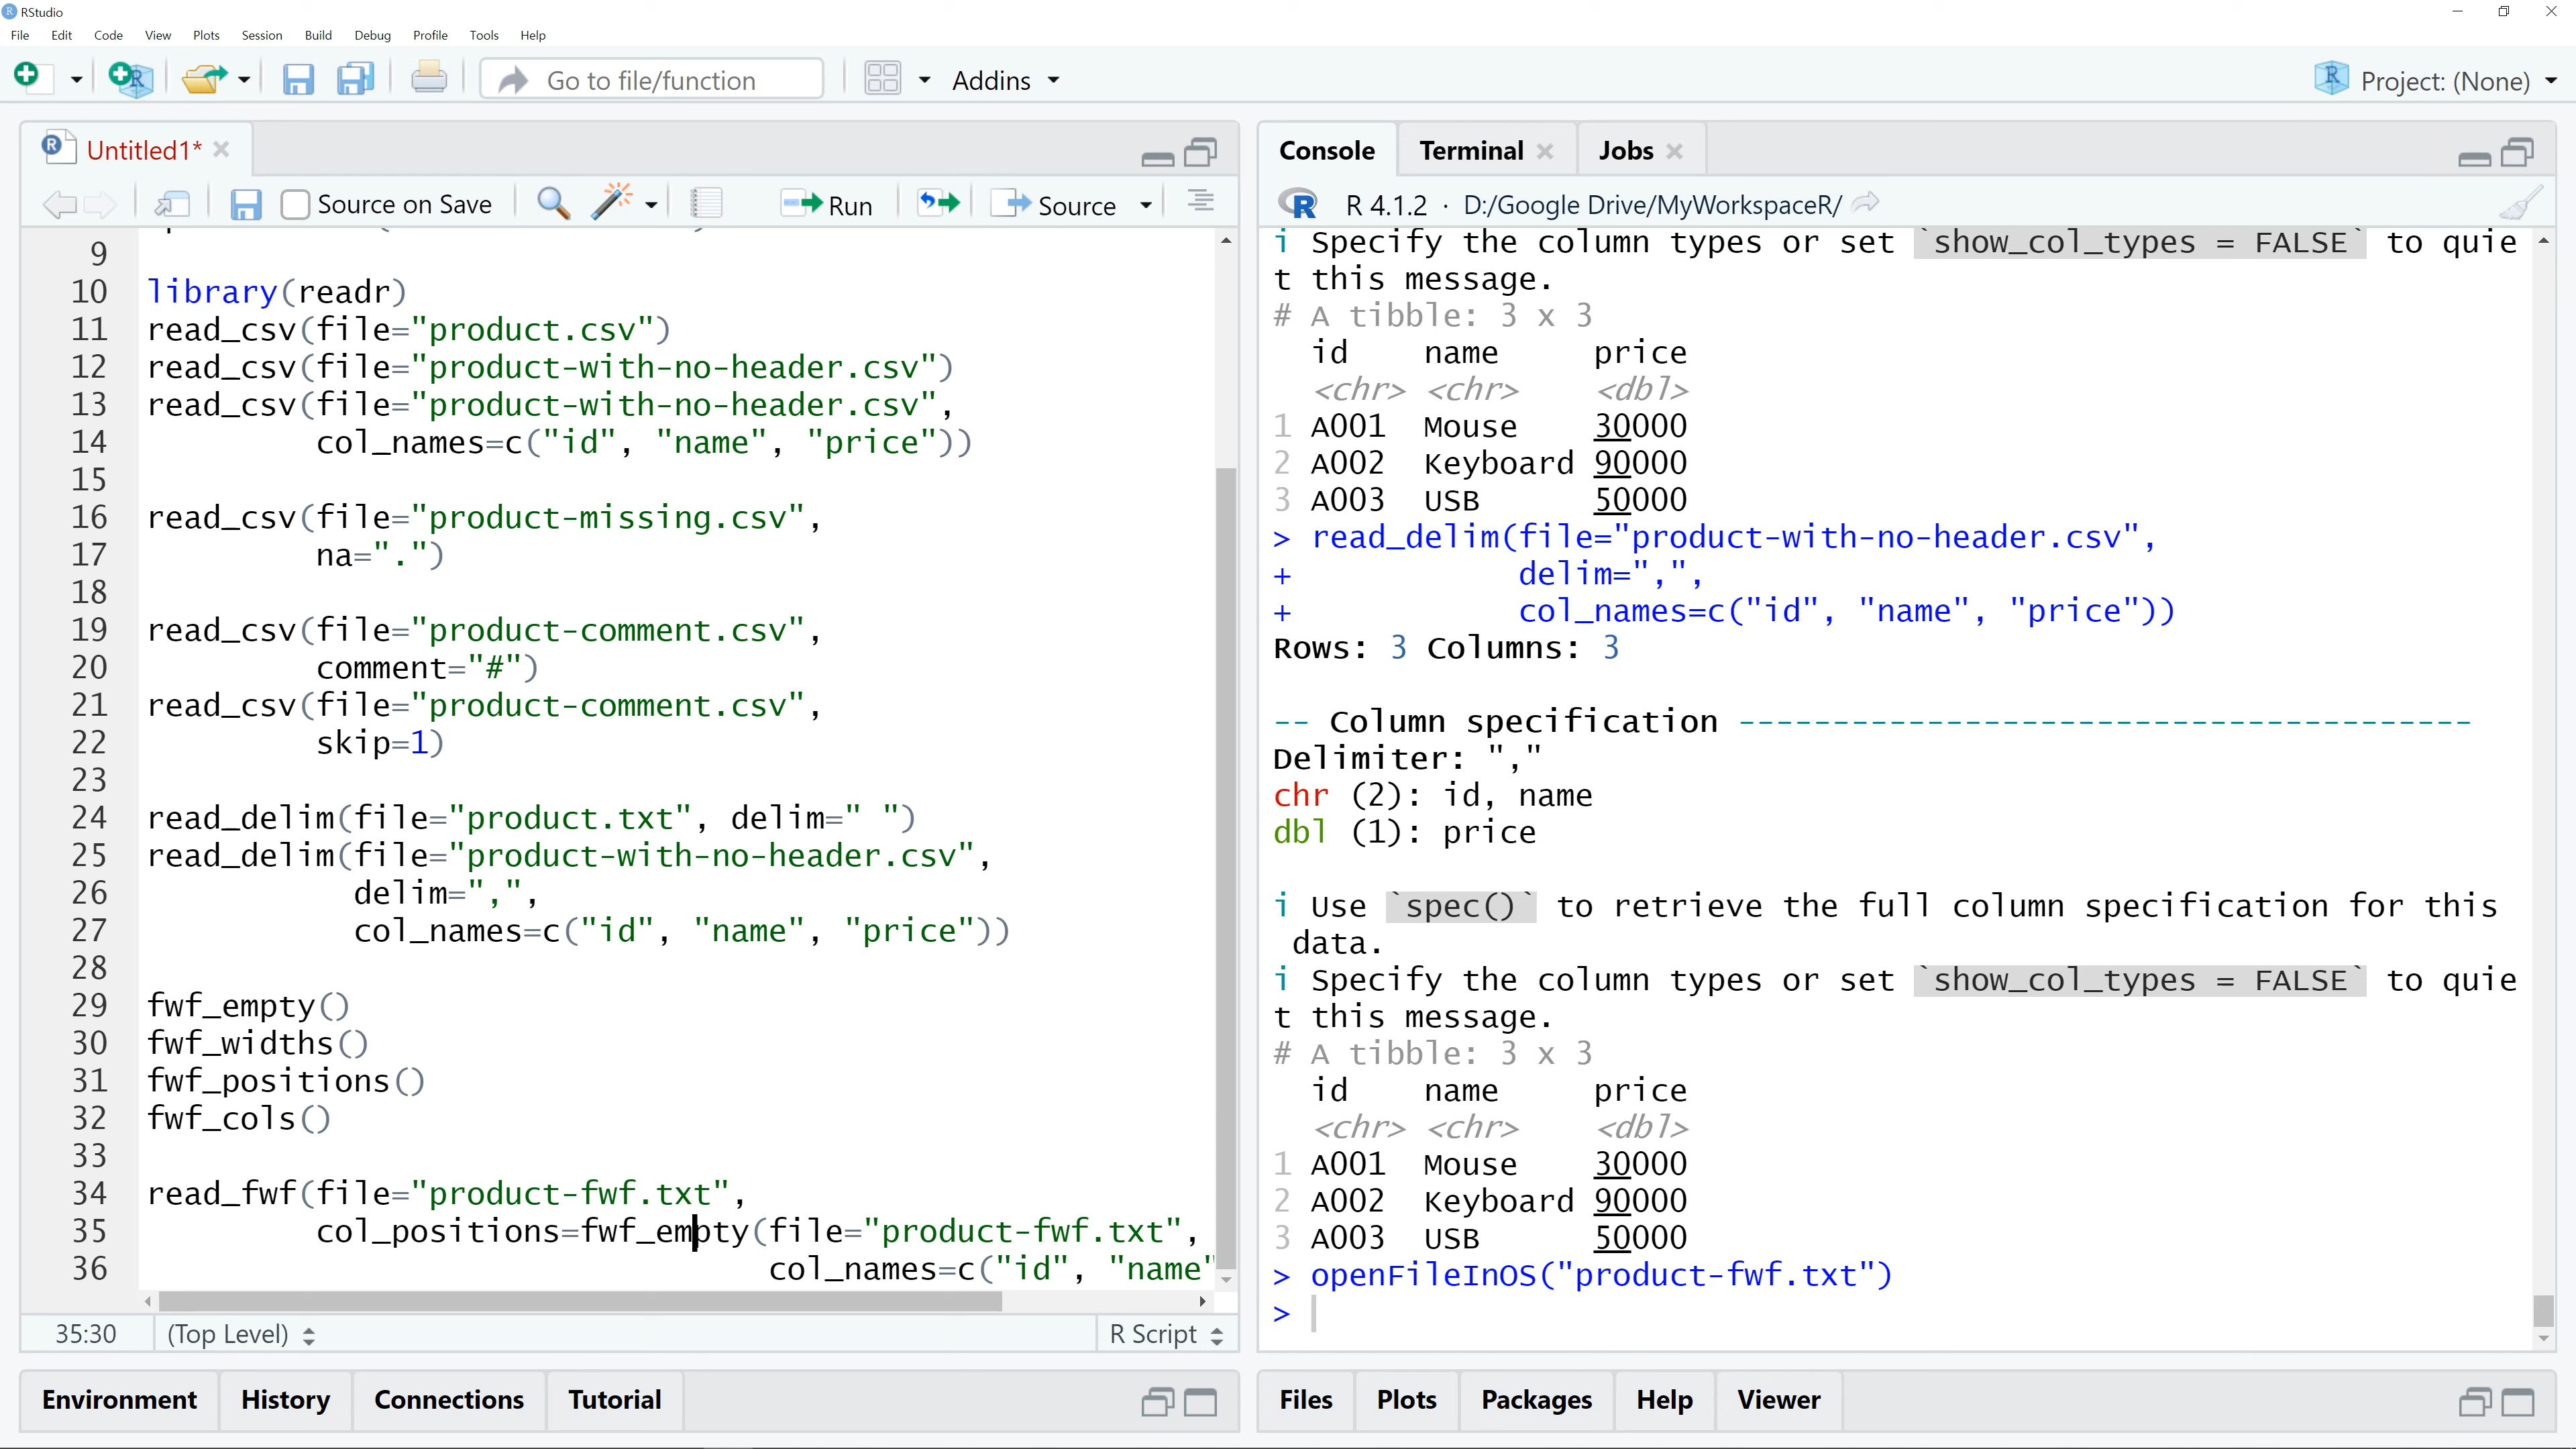 RStudio
File Edit Code View Plots Session Build Debug Profile Tools Help
Go to file/function Addins Project: (None)
Untitled1*
Source on Save Run Source
9
10 library(readr)
11 read_csv(file="product.csv")
12 read_csv(file="product-with-no-header.csv")
13 read_csv(file="product-with-no-header.csv",
14 col_names=c("id", "name", "price"))
15
16 read_csv(file="product-missing.csv",
17 na=".")
18
19 read_csv(file="product-comment.csv",
20 comment="#")
21 read_csv(file="product-comment.csv",
22 skip=1)
23
24 read_delim(file="product.txt", delim=" ")
25 read_delim(file="product-with-no-header.csv",
26 delim=",",
27 col_names=c("id", "name", "price"))
28
29 fwf_empty()
30 fwf_widths()
31 fwf_positions()
32 fwf_cols()
33
34 read_fwf(file="product-fwf.txt",
35 col_positions=fwf_empty(file="product-fwf.txt",
36 col_names=c("id", "name"
35:30 (Top Level) R Script
Environment History Connections Tutorial
Console Terminal Jobs
R 4.1.2 · D:/Google Drive/MyWorkspaceR/
i Specify the column types or set `show_col_types = FALSE` to quie
t this message.
# A tibble: 3 x 3
id name price
<chr> <chr> <dbl>
1 A001 Mouse 30000
2 A002 Keyboard 90000
3 A003 USB 50000
> read_delim(file="product-with-no-header.csv",
+ delim=",",
+ col_names=c("id", "name", "price"))
Rows: 3 Columns: 3
-- Column specification ---------------------------------------
Delimiter: ","
chr (2): id, name
dbl (1): price
i Use `spec()` to retrieve the full column specification for this
data.
i Specify the column types or set `show_col_types = FALSE` to quie
t this message.
# A tibble: 3 x 3
id name price
<chr> <chr> <dbl>
1 A001 Mouse 30000
2 A002 Keyboard 90000
3 A003 USB 50000
> openFileInOS("product-fwf.txt")
>
Files Plots Packages Help Viewer